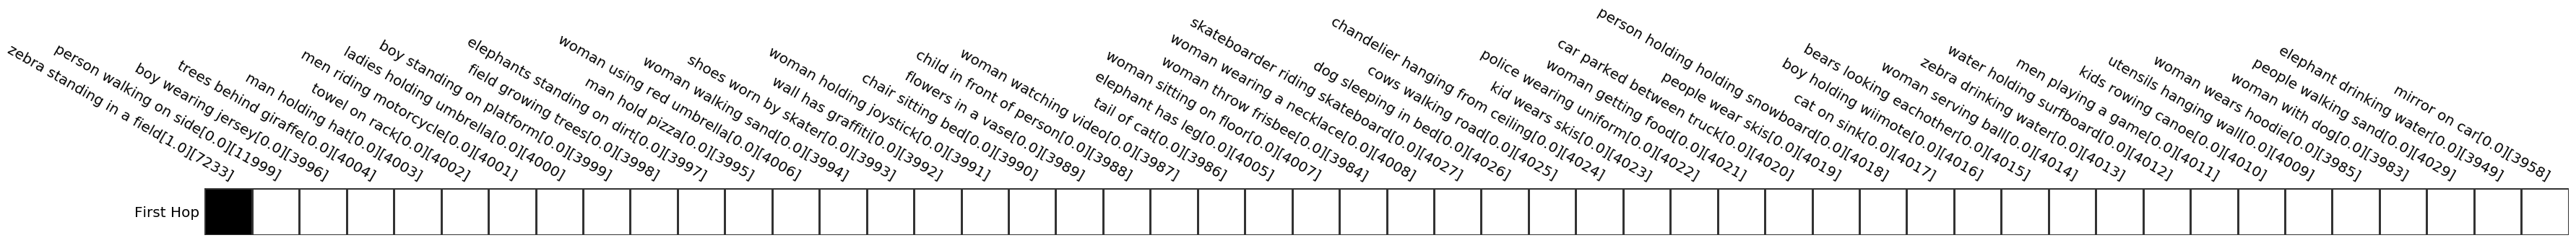 zebra standing in a field[1.0][7233]
person walking on side[0.0][11999]
boy wearing jersey[0.0][3996]
trees behind giraffe[0.0][4004]
man holding hat[0.0][4003]
towel on rack[0.0][4002]
men riding motorcycle[0.0][4001]
ladies holding umbrella[0.0][4000]
boy standing on platform[0.0][3999]
field growing trees[0.0][3998]
elephants standing on dirt[0.0][3997]
man hold pizza[0.0][3995]
woman using red umbrella[0.0][4006]
woman walking sand[0.0][3994]
shoes worn by skater[0.0][3993]
wall has graffiti[0.0][3992]
woman holding joystick[0.0][3991]
chair sitting bed[0.0][3990]
flowers in a vase[0.0][3989]
child in front of person[0.0][3988]
woman watching video[0.0][3987]
tail of cat[0.0][3986]
elephant has leg[0.0][4005]
woman sitting on floor[0.0][4007]
woman throw frisbee[0.0][3984]
woman wearing a necklace[0.0][4008]
skateboarder riding skateboard[0.0][4027]
dog sleeping in bed[0.0][4026]
cows walking road[0.0][4025]
chandelier hanging from ceiling[0.0][4024]
kid wears skis[0.0][4023]
police wearing uniform[0.0][4022]
woman getting food[0.0][4021]
car parked between truck[0.0][4020]
people wear skis[0.0][4019]
person holding holding snowboard[0.0][4018]
cat on sink[0.0][4017]
boy holding wiimote[0.0][4016]
bears looking eachother[0.0][4015]
woman serving ball[0.0][4014]
zebra drinking water[0.0][4013]
water holding surfboard[0.0][4012]
men playing a game[0.0][4011]
kids rowing canoe[0.0][4010]
utensils hanging wall[0.0][4009]
woman wears hoodie[0.0][3985]
woman with dog[0.0][3983]
people walking sand[0.0][4029]
elephant drinking water[0.0][3949]
mirror on car[0.0][3958]
First Hop